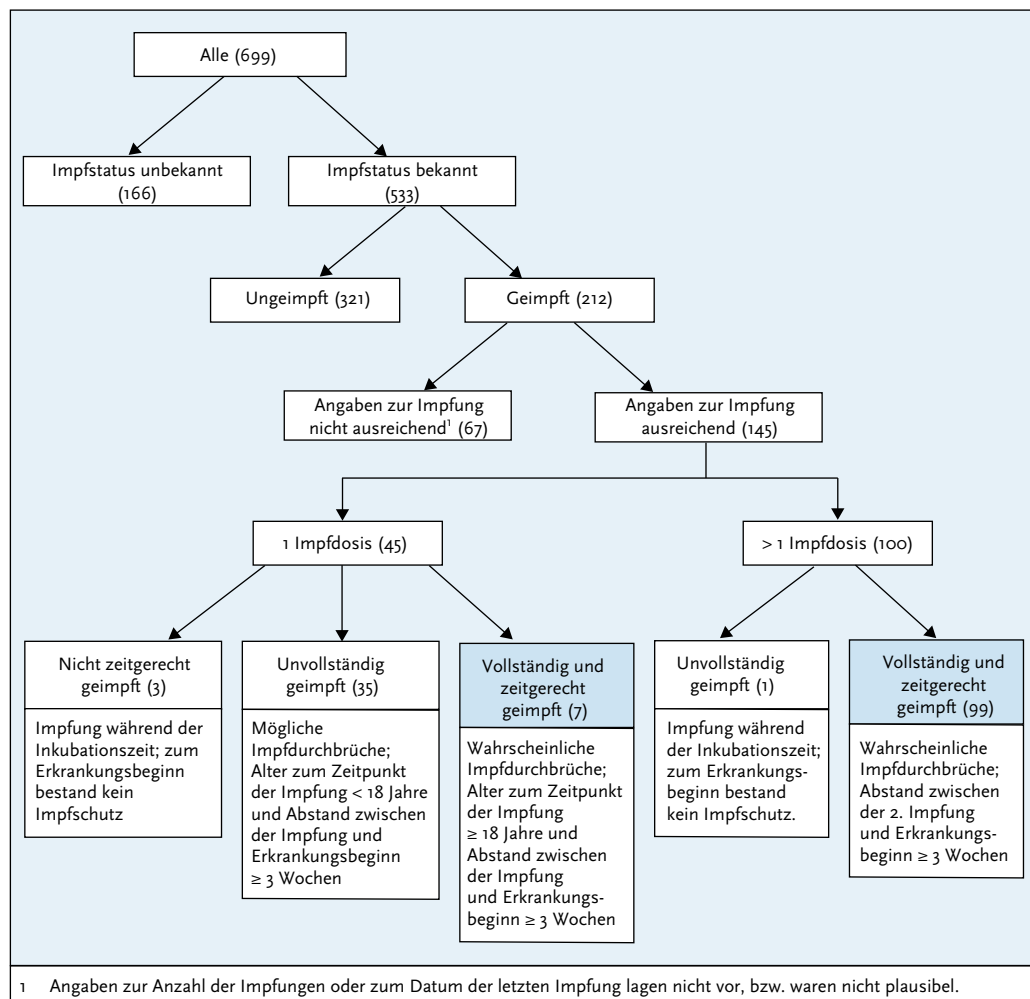 Alle (699)
Impfstatus unbekannt
(166)
Impfstatus bekannt
(533)
Ungeimpft (321)
Geimpft (212)
Angaben zur Impfung
nicht ausreichend¹ (67)
Angaben zur Impfung
ausreichend (145)
1 Impfdosis (45)
> 1 Impfdosis (100)
Nicht zeitgerecht
geimpft (3)
Impfung während der
Inkubationszeit; zum
Erkrankungsbeginn
bestand kein
Impfschutz
Unvollständig
geimpft (35)
Mögliche
Impfdurchbrüche;
Alter zum Zeitpunkt
der Impfung < 18 Jahre
und Abstand zwischen
der Impfung und
Erkrankungsbeginn
≥ 3 Wochen
Vollständig und
zeitgerecht
geimpft (7)
Wahrscheinliche
Impfdurchbrüche;
Alter zum Zeitpunkt
der Impfung
≥ 18 Jahre und
Abstand zwischen
der Impfung
und Erkrankungs-
beginn ≥ 3 Wochen
Unvollständig
geimpft (1)
Impfung während
der Inkubationszeit;
zum Erkrankungs-
beginn bestand
kein Impfschutz.
Vollständig und
zeitgerecht
geimpft (99)
Wahrscheinliche
Impfdurchbrüche;
Abstand zwischen
der 2. Impfung
und Erkrankungs-
beginn ≥ 3 Wochen
1 Angaben zur Anzahl der Impfungen oder zum Datum der letzten Impfung lagen nicht vor, bzw. waren nicht plausibel.